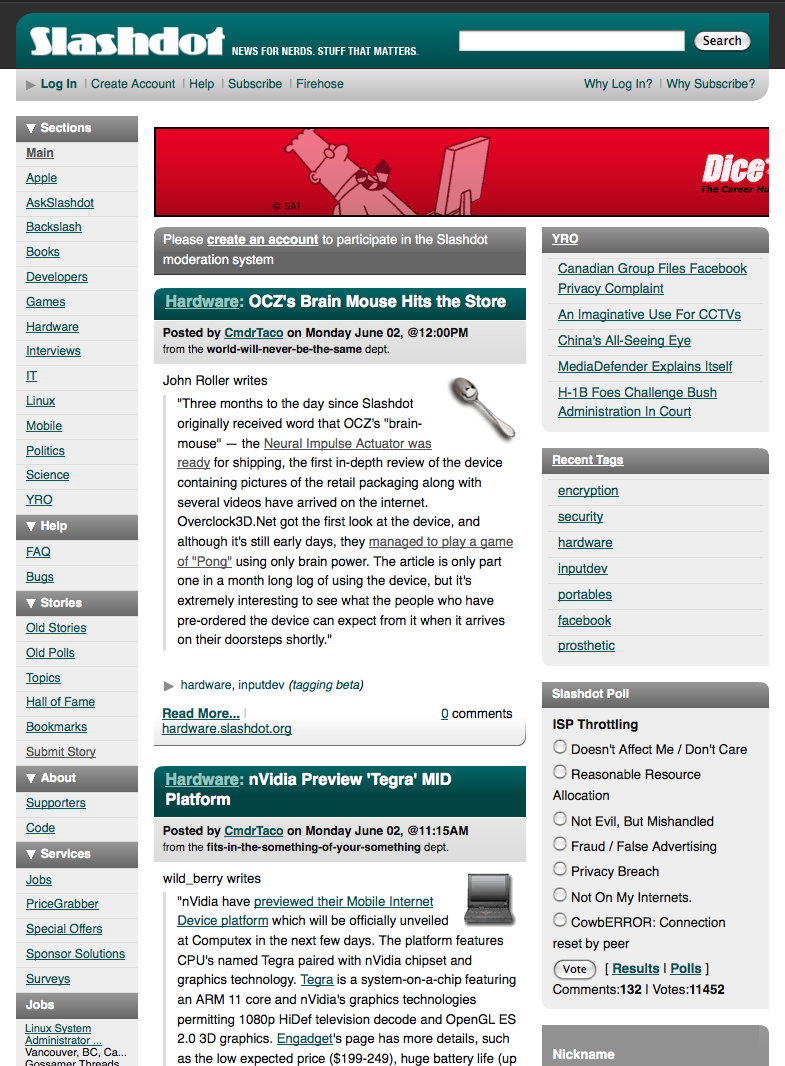 Slashdot NEWS FOR NERDS. STUFF THAT MATTERS.
Search
Log In | Create Account | Help | Subscribe | Firehose
Why Log In? | Why Subscribe?
▼ Sections
Main
Apple
AskSlashdot
Backslash
Books
Developers
Games
Hardware
Interviews
IT
Linux
Mobile
Politics
Science
YRO
▼ Help
FAQ
Bugs
▼ Stories
Old Stories
Old Polls
Topics
Hall of Fame
Bookmarks
Submit Story
▼ About
Supporters
Code
▼ Services
Jobs
PriceGrabber
Special Offers
Sponsor Solutions
Surveys
Jobs
Linux System
Administrator ...
Vancouver, BC, Ca...
Gossamer Threads
© SAI
Dice
The Career Hu
Please create an account to participate in the Slashdot
moderation system
Hardware: OCZ's Brain Mouse Hits the Store
Posted by CmdrTaco on Monday June 02, @12:00PM
from the world-will-never-be-the-same dept.
John Roller writes
"Three months to the day since Slashdot
originally received word that OCZ's "brain-
mouse" — the Neural Impulse Actuator was
ready for shipping, the first in-depth review of the device
containing pictures of the retail packaging along with
several videos have arrived on the internet.
Overclock3D.Net got the first look at the device, and
although it's still early days, they managed to play a game
of "Pong" using only brain power. The article is only part
one in a month long log of using the device, but it's
extremely interesting to see what the people who have
pre-ordered the device can expect from it when it arrives
on their doorsteps shortly."
hardware, inputdev (tagging beta)
Read More... |
0 comments
hardware.slashdot.org
Hardware: nVidia Preview 'Tegra' MID
Platform
Posted by CmdrTaco on Monday June 02, @11:15AM
from the fits-in-the-something-of-your-something dept.
wild_berry writes
"nVidia have previewed their Mobile Internet
Device platform which will be officially unveiled
at Computex in the next few days. The platform features
CPU's named Tegra paired with nVidia chipset and
graphics technology. Tegra is a system-on-a-chip featuring
an ARM 11 core and nVidia's graphics technologies
permitting 1080p HiDef television decode and OpenGL ES
2.0 3D graphics. Engadget's page has more details, such
as the low expected price ($199-249), huge battery life (up
YRO
Canadian Group Files Facebook
Privacy Complaint
An Imaginative Use For CCTVs
China's All-Seeing Eye
MediaDefender Explains Itself
H-1B Foes Challenge Bush
Administration In Court
Recent Tags
encryption
security
hardware
inputdev
portables
facebook
prosthetic
Slashdot Poll
ISP Throttling
Doesn't Affect Me / Don't Care
Reasonable Resource
Allocation
Not Evil, But Mishandled
Fraud / False Advertising
Privacy Breach
Not On My Internets.
CowbERROR: Connection
reset by peer
Vote [ Results | Polls ]
Comments:132 | Votes:11452
Nickname